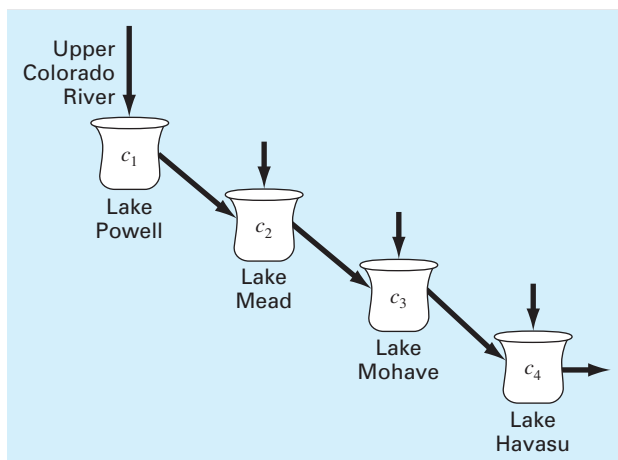 Upper
Colorado
River
c1
Lake
Powell
c2
Lake
Mead
c3
Lake
Mohave
c4
Lake
Havasu